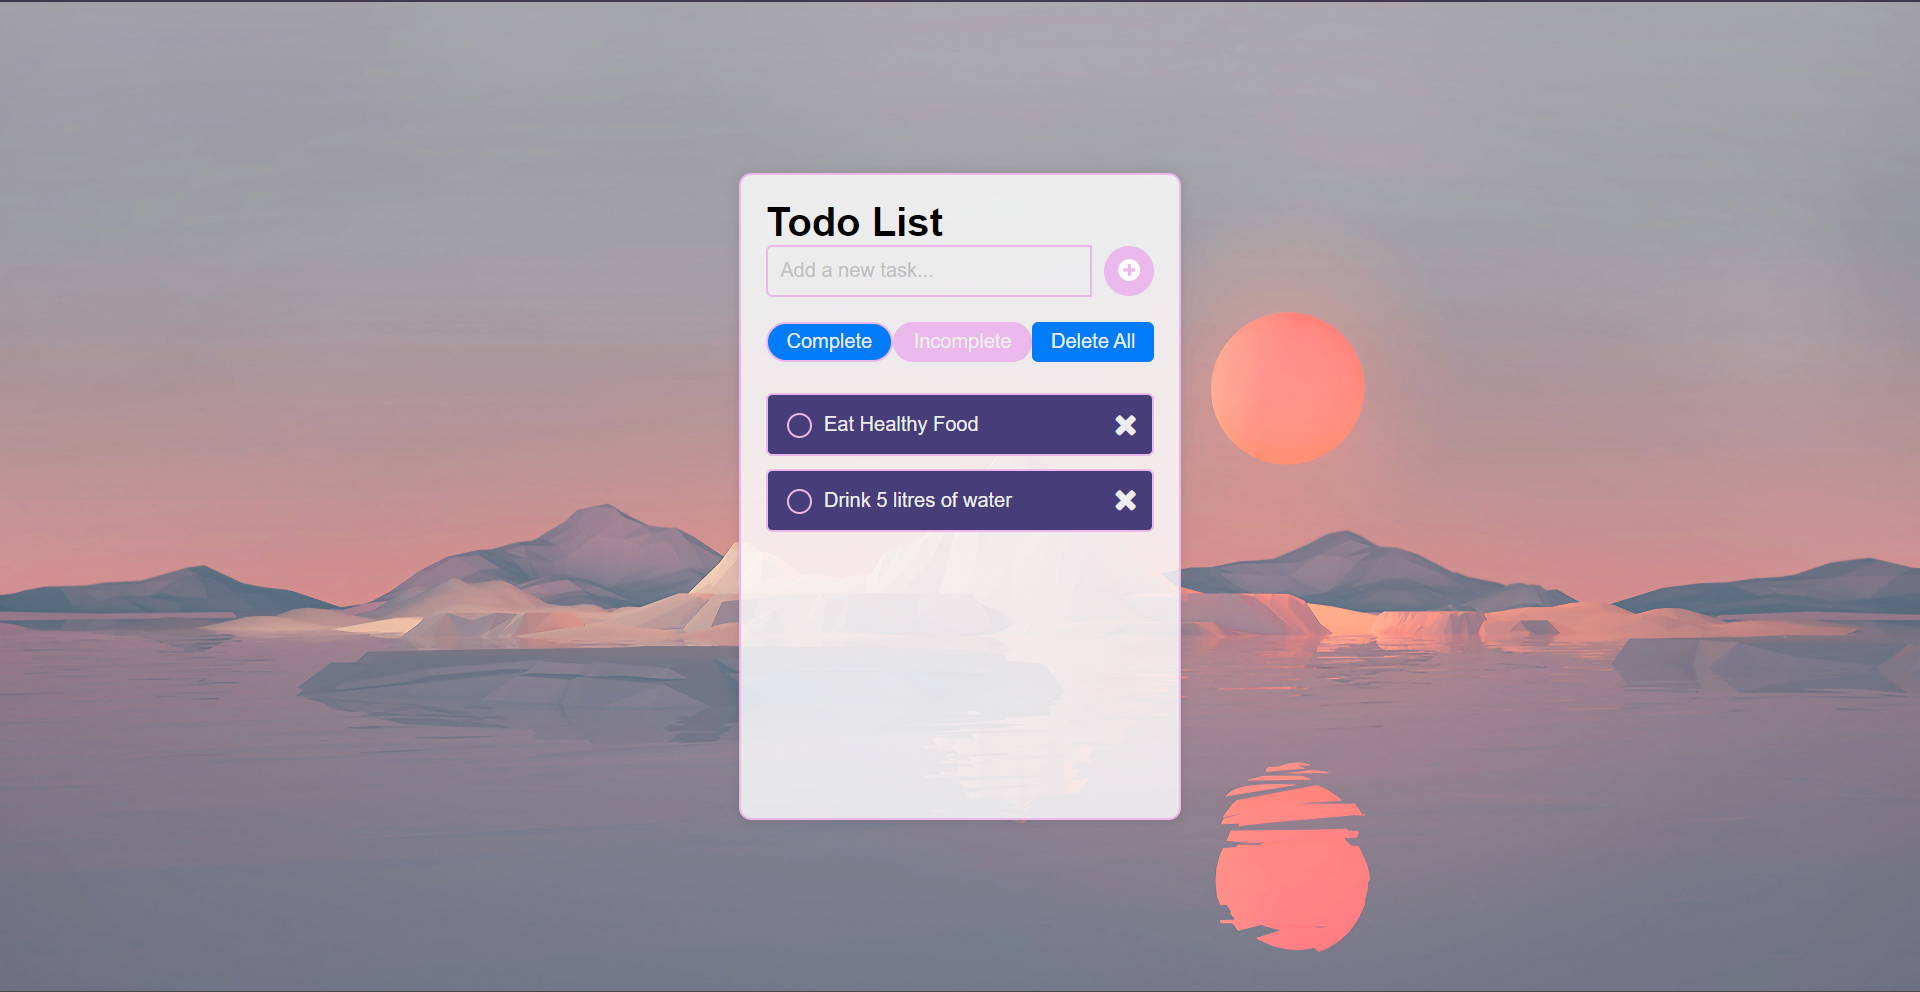 Todo List
Add a new task...
Complete Incomplete Delete All
Eat Healthy Food
Drink 5 litres of water